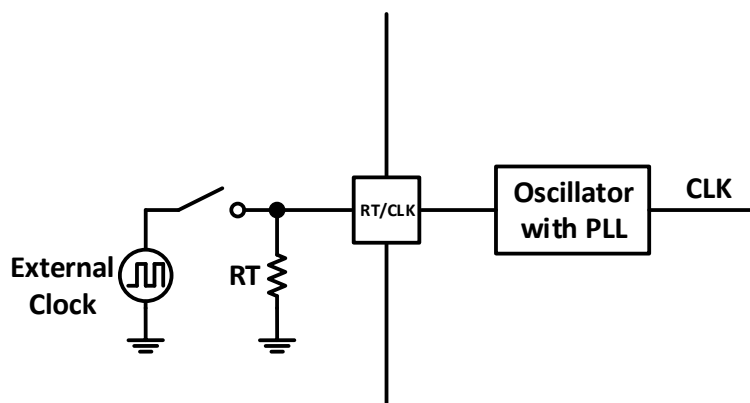 External
Clock
RT
RT/CLK
Oscillator
with PLL
CLK